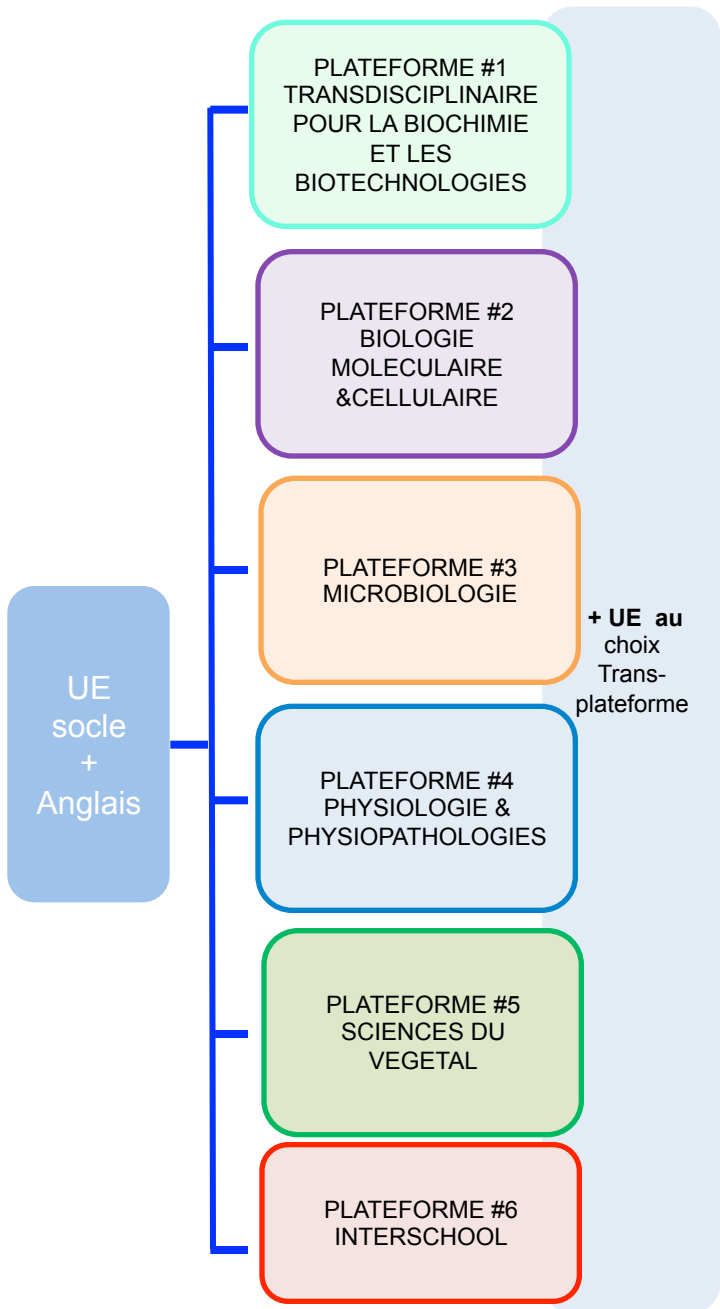 PLATEFORME #1
TRANSDISCIPLINAIRE
POUR LA BIOCHIMIE
ET LES
BIOTECHNOLOGIES
PLATEFORME #2
BIOLOGIE
MOLECULAIRE
&CELLULAIRE
PLATEFORME #3
MICROBIOLOGIE
UE
socle
+
Anglais
+ UE au
choix
Trans-
plateforme
PLATEFORME #4
PHYSIOLOGIE &
PHYSIOPATHOLOGIES
PLATEFORME #5
SCIENCES DU
VEGETAL
PLATEFORME #6
INTERSCHOOL